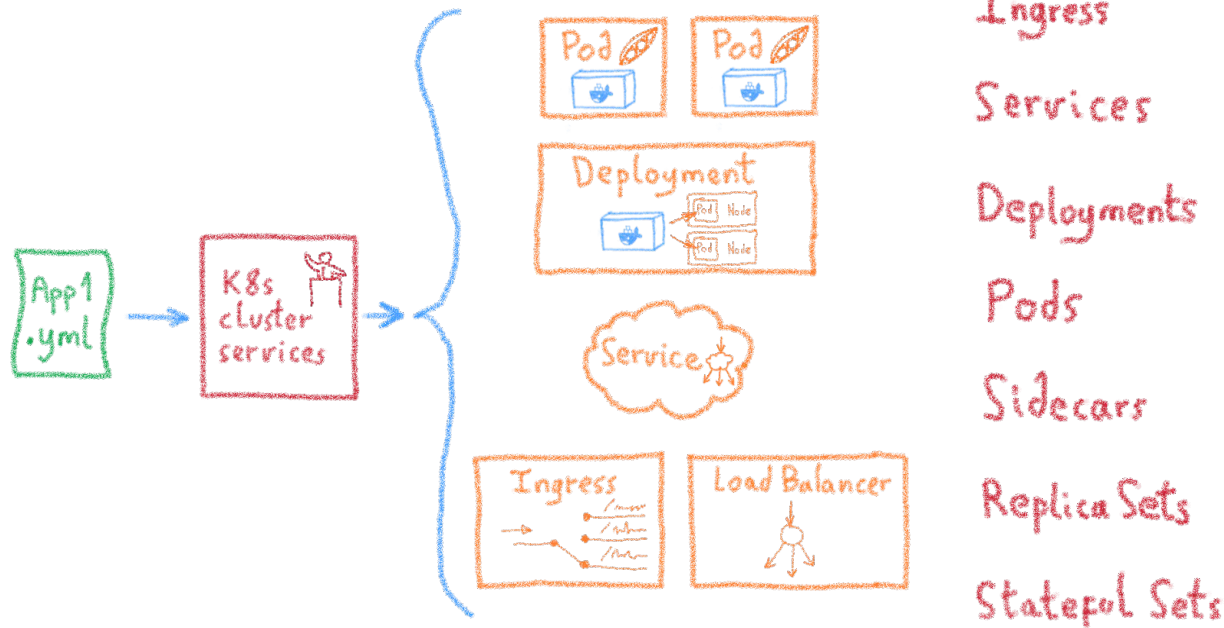 App1
.yml
K8s
cluster
services
Pod
Pod
Deployment
Pod Node
Pod Node
Service
Ingress
Load Balancer
Ingress
Services
Deployments
Pods
Sidecars
Replica Sets
Stateful Sets